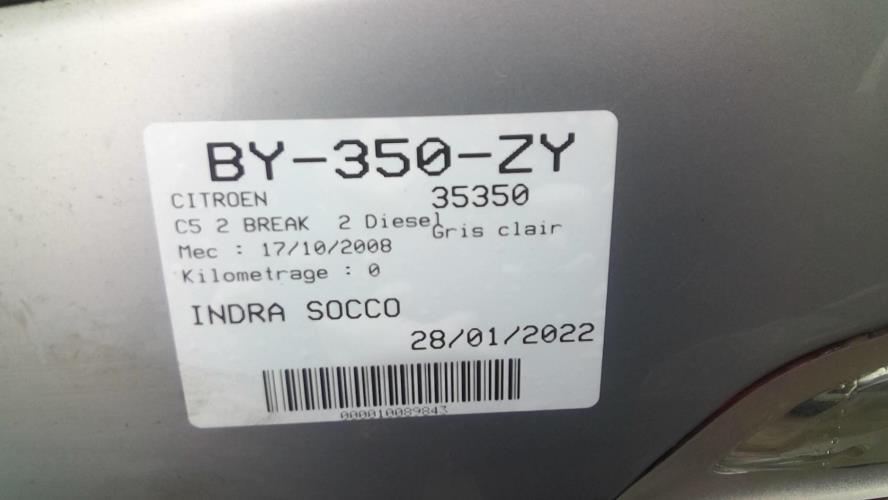 BY-350-ZY
CITROEN 35350
C5 2 BREAK 2 Diesel Gris clair
Mec : 17/10/2008
Kilometrage : 0
INDRA SOCCO
28/01/2022
000010089843